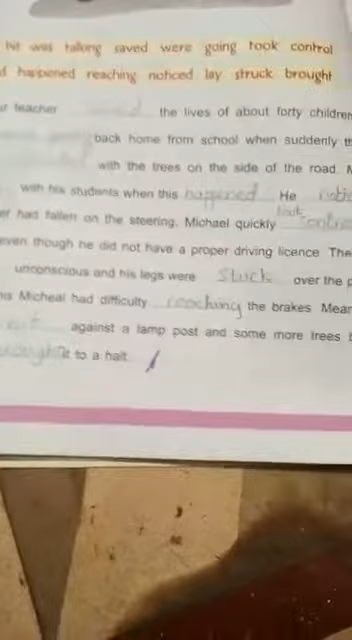 hit was talking saved were going took control
happened reaching noticed lay struck brought
teacher the lives of about forty children
back home from school when suddenly
with the trees on the side of the road.
with his students when this happened He
had fallen on the steering. Michael quickly took
even though he did not have a proper driving licence. The
unconscious and his legs were stuck over the
Micheal had difficulty reaching the brakes.
against a lamp post and some more trees
it to a halt.